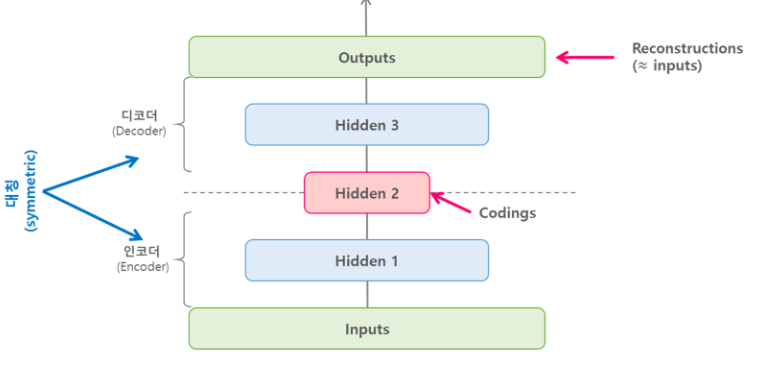 Outputs
Reconstructions
(≈ inputs)
디코더
(Decoder)
Hidden 3
대칭
(symmetric)
Hidden 2
Codings
인코더
(Encoder)
Hidden 1
Inputs